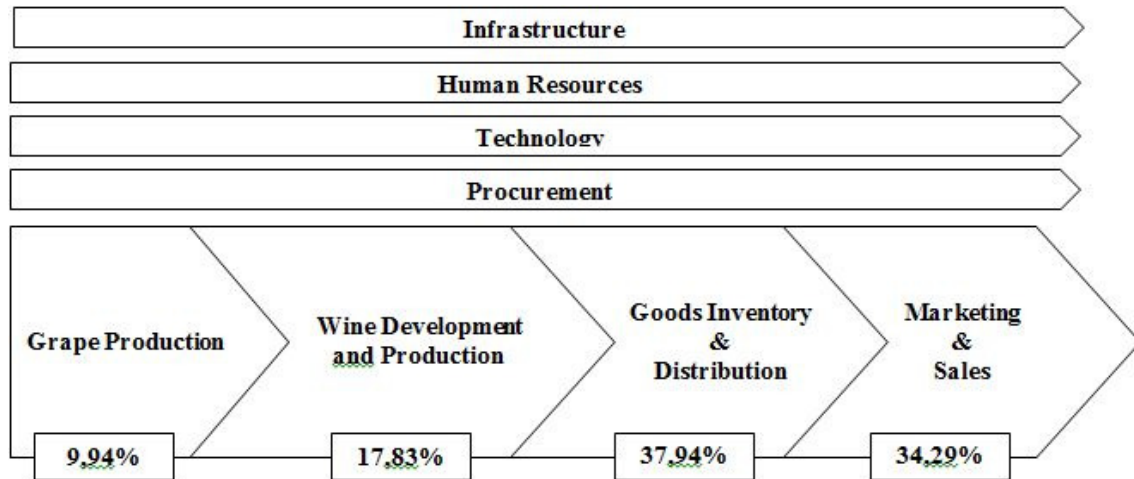 Infrastructure
Human Resources
Technology
Procurement
Grape Production
Wine Development
and Production
Goods Inventory
&
Distribution
Marketing
&
Sales
9,94%
17,83%
37,94%
34,29%